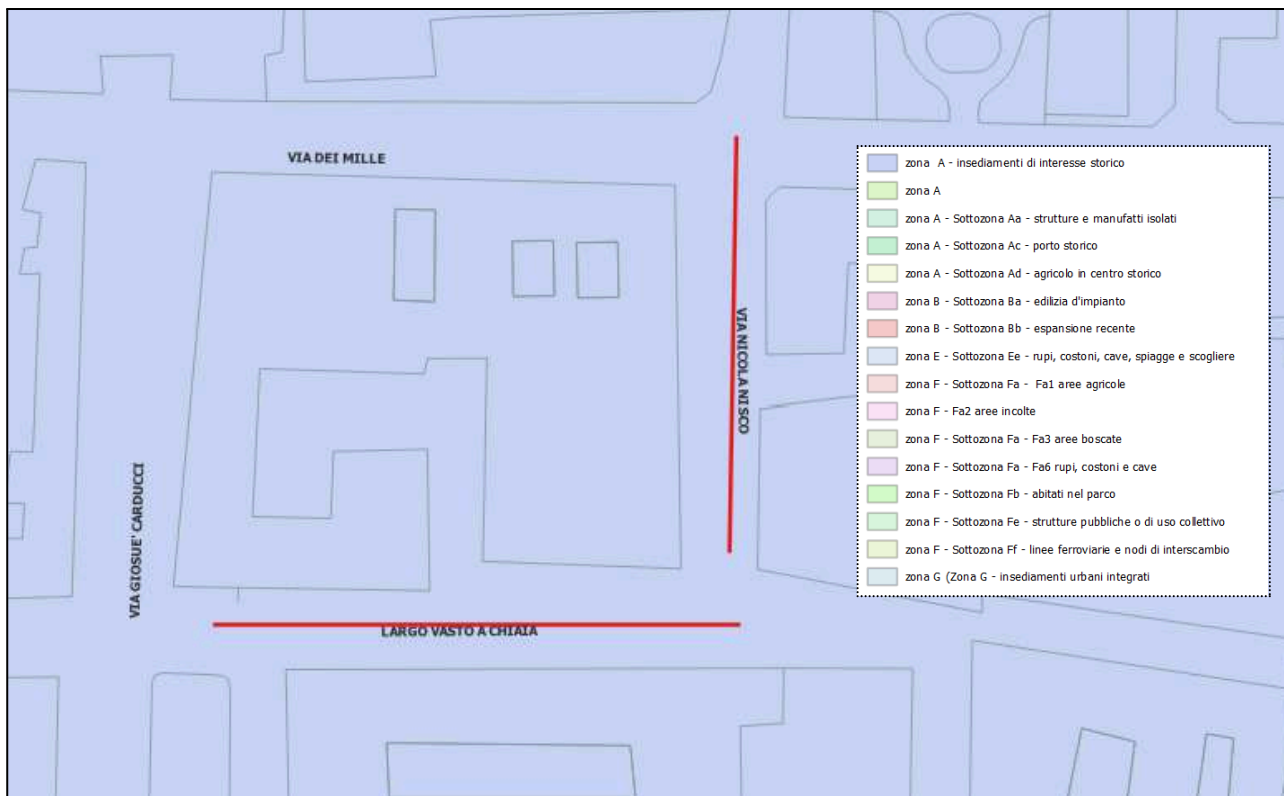 VIA DEI MILLE
VIA NICOLA NISCO
VIA GIOSUE' CARDUCCI
LARGO VASTO A CHIAIA
zona A - insediamenti di interesse storico
zona A
zona A - Sottozona Aa - strutture e manufatti isolati
zona A - Sottozona Ac - porto storico
zona A - Sottozona Ad - agricolo in centro storico
zona B - Sottozona Ba - edilizia d'impianto
zona B - Sottozona Bb - espansione recente
zona E - Sottozona Ee - rupi, costoni, cave, spiagge e scogliere
zona F - Sottozona Fa - Fa1 aree agricole
zona F - Fa2 aree incolte
zona F - Sottozona Fa - Fa3 aree boscate
zona F - Sottozona Fa - Fa6 rupi, costoni e cave
zona F - Sottozona Fb - abitati nel parco
zona F - Sottozona Fe - strutture pubbliche o di uso collettivo
zona F - Sottozona Ff - linee ferroviarie e nodi di interscambio
zona G (Zona G - insediamenti urbani integrati